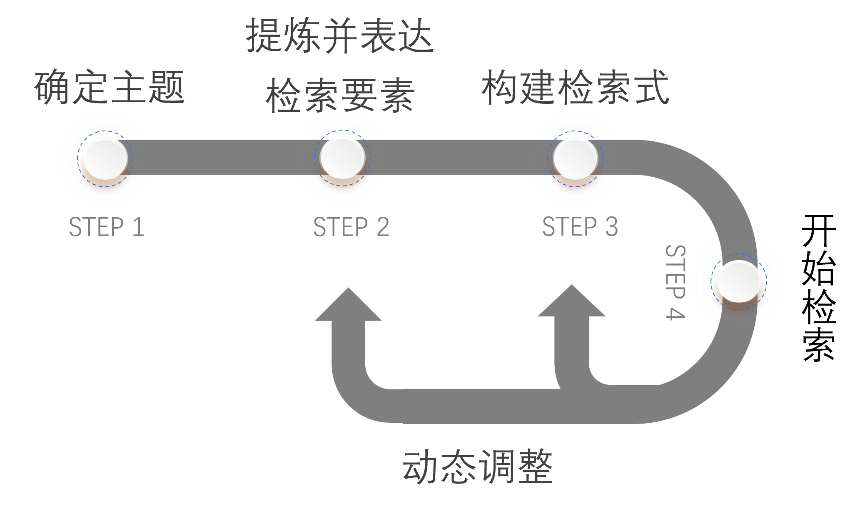 提炼并表达
检索要素
确定主题
构建检索式
STEP 1
STEP 2
STEP 3
STEP 4
开始检索
动态调整